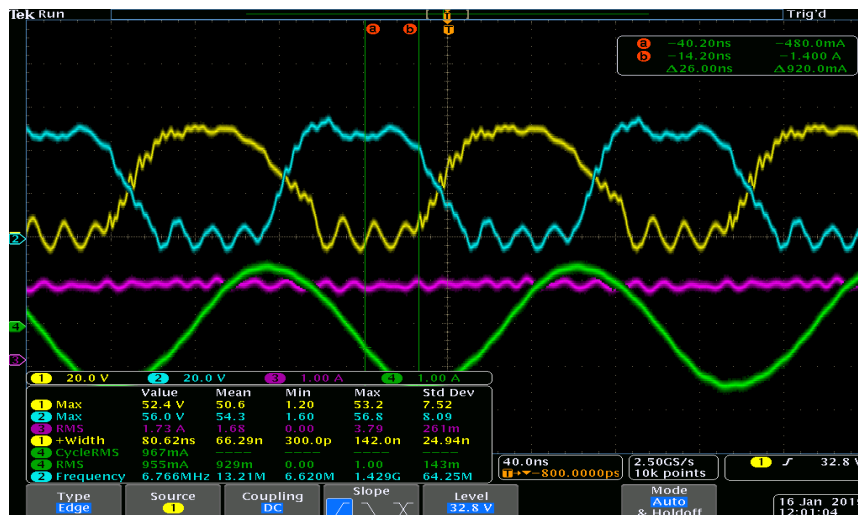 Tek Run Trig'd
a b T
T
a −40.20ns −480.0mA
b −14.20ns −1.400 A
Δ26.00ns Δ920.0mA
2
4
3
1 20.0 V 2 20.0 V 3 1.00 A 4 1.00 A
Value Mean Min Max Std Dev
1 Max 52.4 V 50.6 1.20 53.2 7.52
2 Max 56.0 V 54.3 1.60 56.8 8.09
3 RMS 1.73 A 1.68 0.00 3.79 261m
1 +Width 80.62ns 66.29n 300.0p 142.0n 24.94n
4 CycleRMS 967mA ---- ---- ---- ----
4 RMS 955mA 929m 0.00 1.00 143m
2 Frequency 6.766MHz 13.21M 6.620M 1.429G 64.25M
40.0ns
T→▼−800.0000ps
2.50GS/s
10k points
1 32.8 V
Type
Edge
Source
1
Coupling
DC
Slope
Level
32.8 V
Mode
Auto
& Holdoff
16 Jan 201
12:01:04